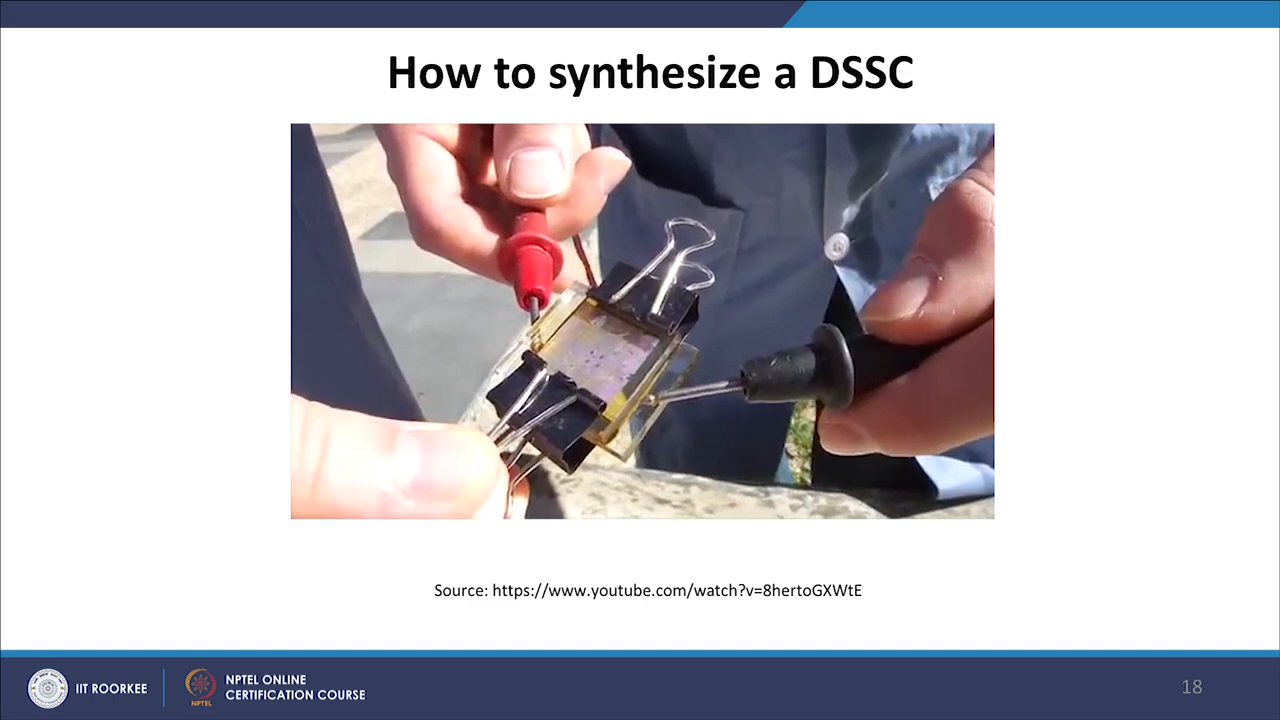 How to synthesize a DSSC
Source: https://www.youtube.com/watch?v=8hertoGXWtE
IIT ROORKEE
NPTEL
NPTEL ONLINE
CERTIFICATION COURSE
18